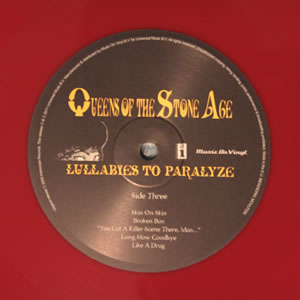 Queens of the Stone Age
i
Music On Vinyl
Lullabies to Paralyze
Side Three
Skin On Skin
Broken Box
"You Got A Killer Scene There, Man..."
Long Slow Goodbye
Like A Drug